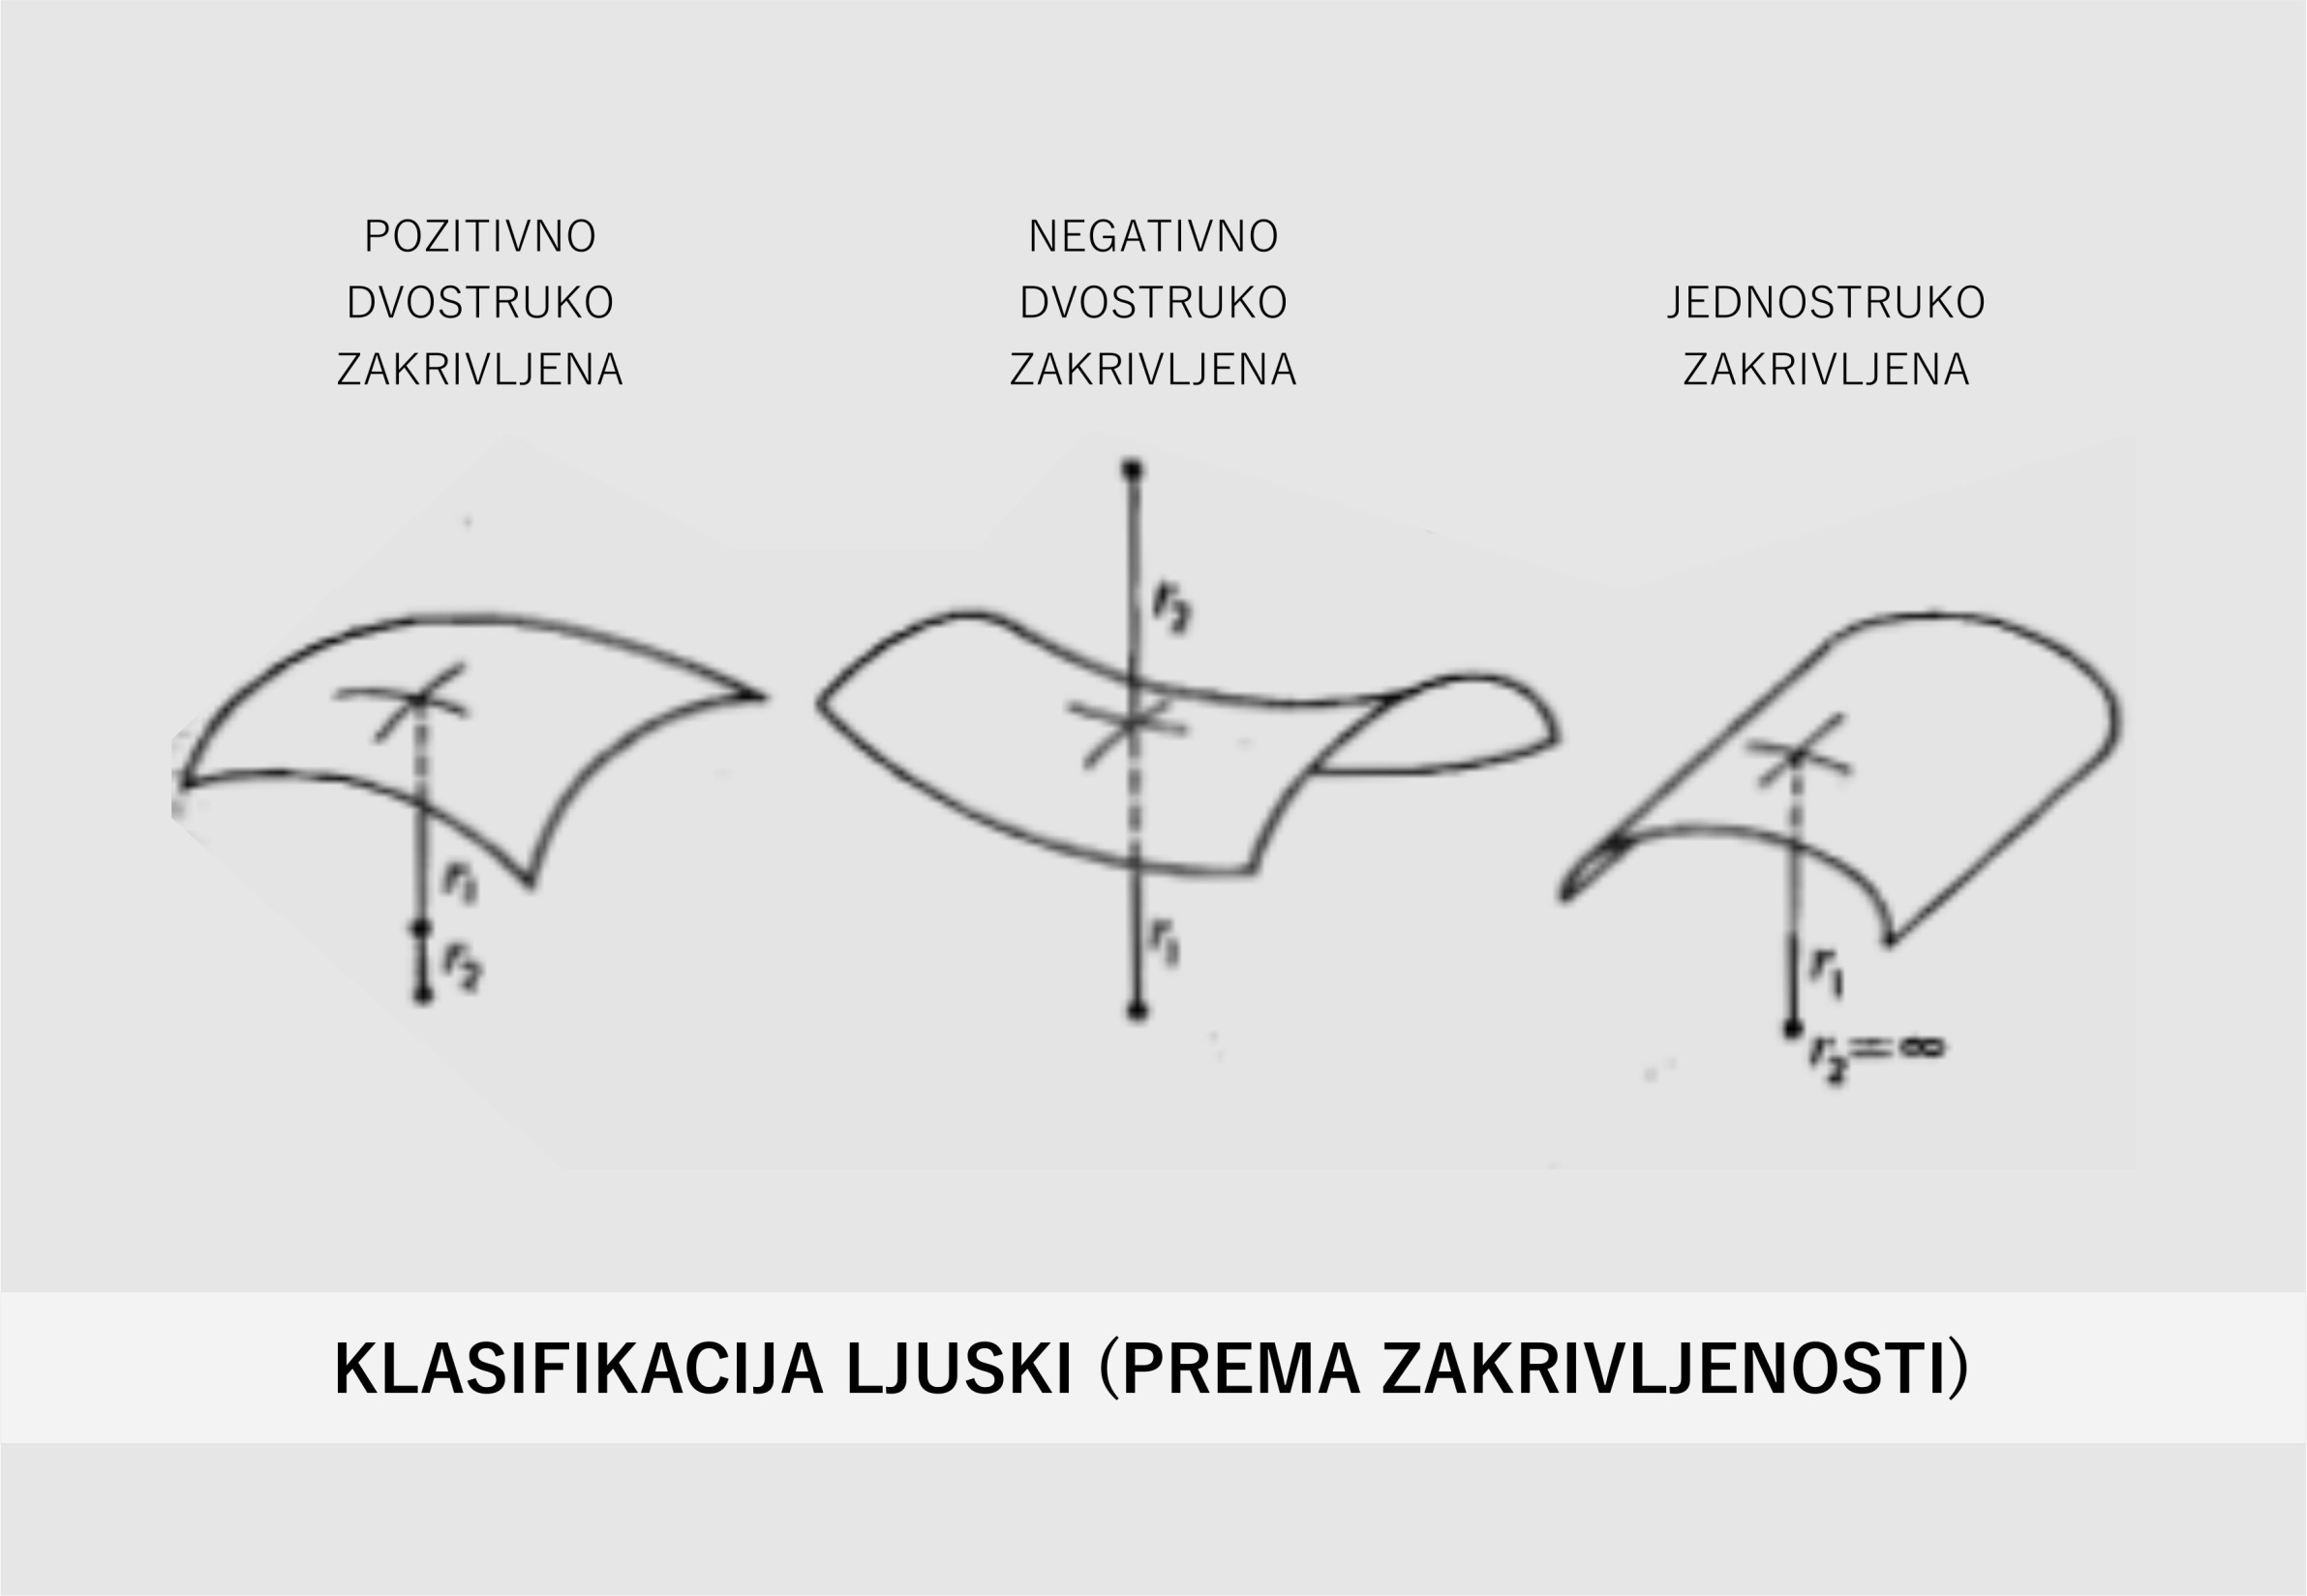 POZITIVNO
DVOSTRUKO
ZAKRIVLJENA
NEGATIVNO
DVOSTRUKO
ZAKRIVLJENA
JEDNOSTRUKO
ZAKRIVLJENA
r₁
r₂
r₂
r₁
r₁
r₂=∞
KLASIFIKACIJA LJUSKI (PREMA ZAKRIVLJENOSTI)